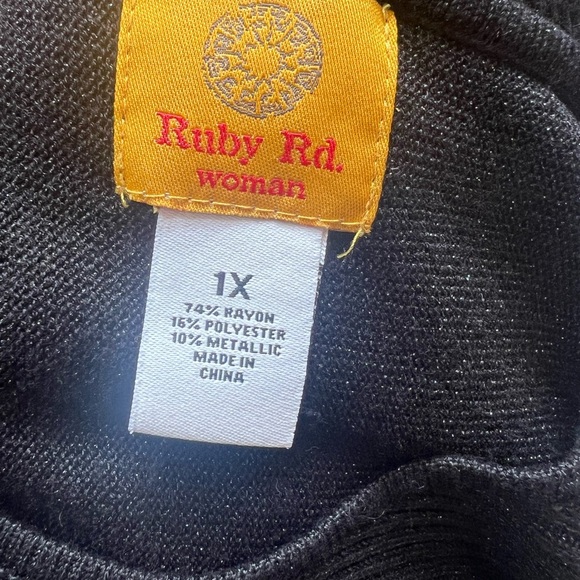 Ruby Rd.
woman
1X
74% RAYON
16% POLYESTER
10% METALLIC
MADE IN
CHINA